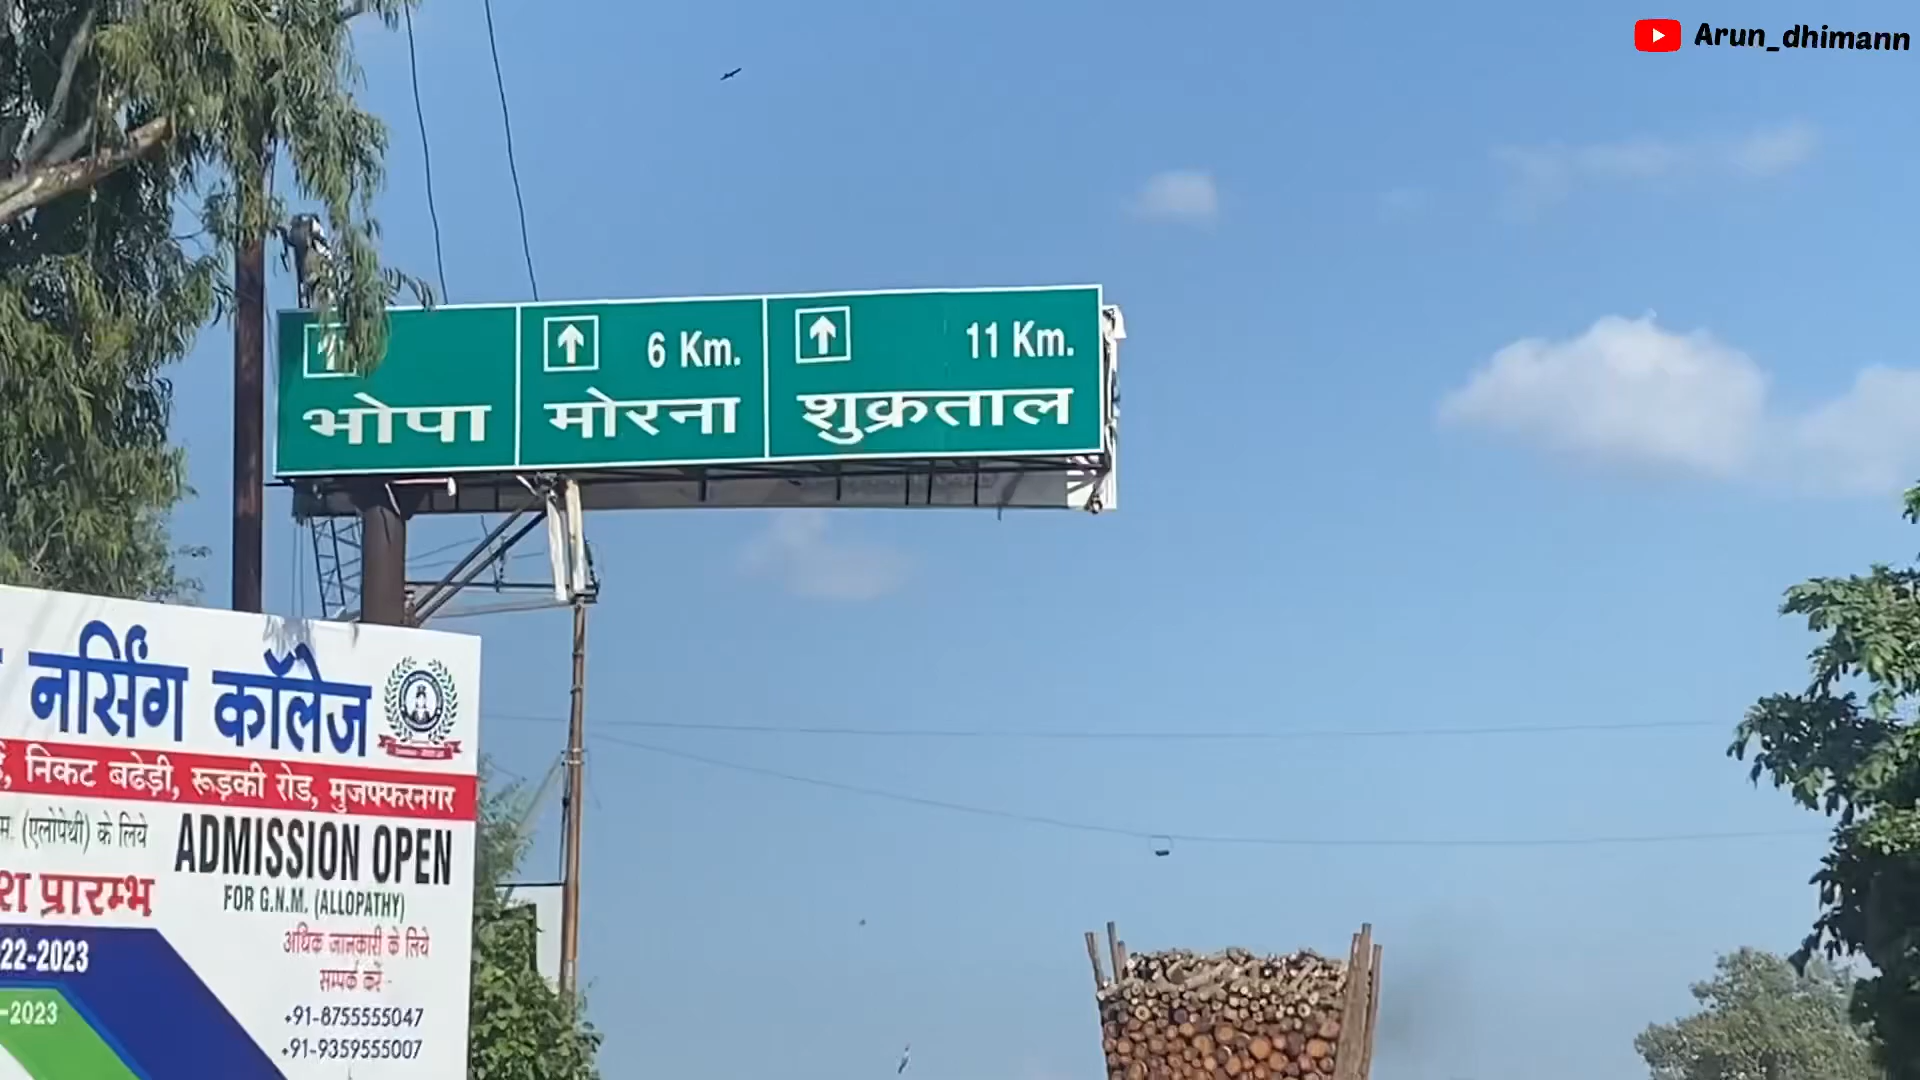 Arun_dhimann
भोपा
6 Km.
मोरना
11 Km.
शुक्रताल
नर्सिंग कॉलेज
निकट बढेड़ी, रूड़की रोड, मुजफ्फरनगर
(एलोपेथी) के लिये
प्रारम्भ
ADMISSION OPEN
FOR G.N.M. (ALLOPATHY)
अधिक जानकारी के लिये
सम्पर्क करें -
+91-8755555047
+91-9359555007
22-2023
-2023